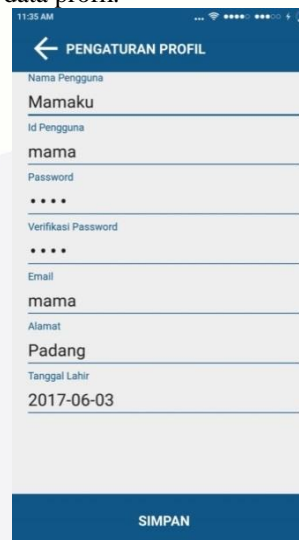 data profil.
11:35 AM
PENGATURAN PROFIL
Nama Pengguna
Mamaku
Id Pengguna
mama
Password
••••
Verifikasi Password
••••
Email
mama
Alamat
Padang
Tanggal Lahir
2017-06-03
SIMPAN